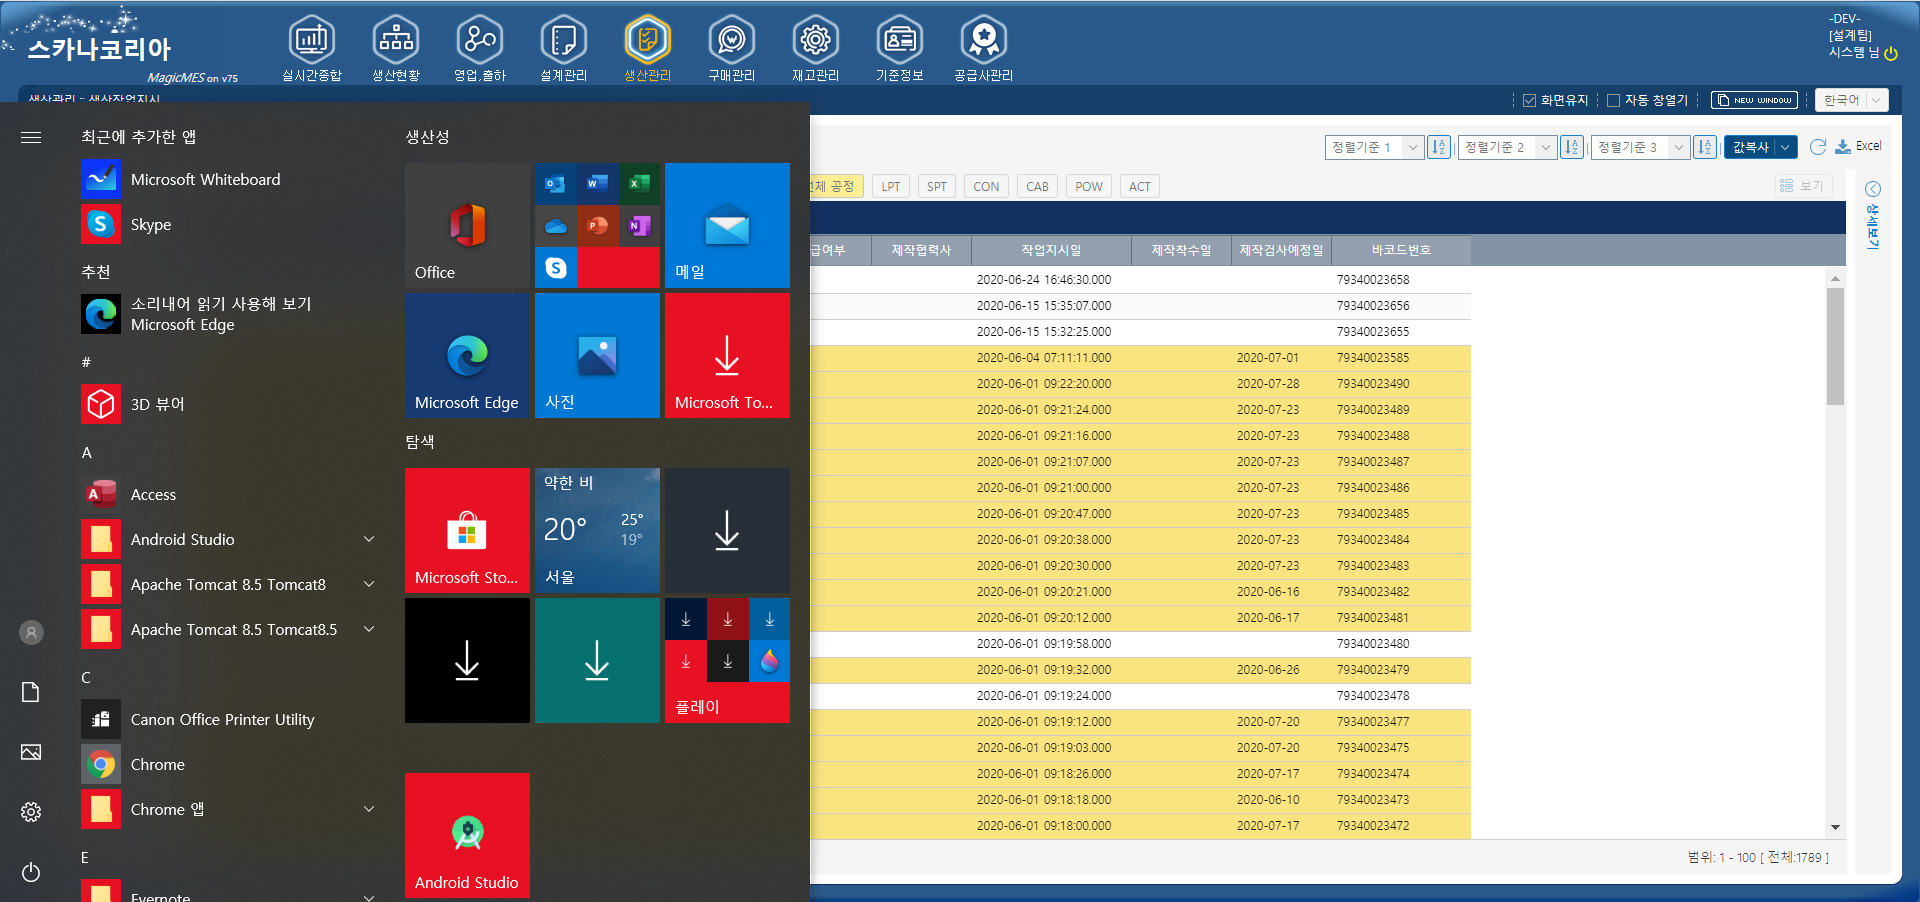 스카나코리아
MagicMES on v75
실시간종합
생산현황
영업,출하
설계관리
생산관리
구매관리
재고관리
기준정보
공급사관리
-DEV-
[설계팀]
시스템 님
생산관리 :: 생산작업지시
화면유지
자동 창열기
NEW WINDOW
한국어
최근에 추가한 앱
Microsoft Whiteboard
Skype
추천
소리내어 읽기 사용해 보기
Microsoft Edge
#
3D 뷰어
A
Access
Android Studio
Apache Tomcat 8.5 Tomcat8
Apache Tomcat 8.5 Tomcat8.5
C
Canon Office Printer Utility
Chrome
Chrome 앱
E
Evernote
생산성
Office
메일
Microsoft Edge
사진
Microsoft To...
탐색
Microsoft Sto...
약한 비
20°
25°
19°
서울
플레이
Android Studio
정렬기준 1
정렬기준 2
정렬기준 3
값복사
Excel
전체 공정
LPT
SPT
CON
CAB
POW
ACT
보기
상세보기
급여부 제작협력사 작업지시일 제작착수일 제작검사예정일 바코드번호
2020-06-24 16:46:30.000 79340023658
2020-06-15 15:35:07.000 79340023656
2020-06-15 15:32:25.000 79340023655
2020-06-04 07:11:11.000 2020-07-01 79340023585
2020-06-01 09:22:20.000 2020-07-28 79340023490
2020-06-01 09:21:24.000 2020-07-23 79340023489
2020-06-01 09:21:16.000 2020-07-23 79340023488
2020-06-01 09:21:07.000 2020-07-23 79340023487
2020-06-01 09:21:00.000 2020-07-23 79340023486
2020-06-01 09:20:47.000 2020-07-23 79340023485
2020-06-01 09:20:38.000 2020-07-23 79340023484
2020-06-01 09:20:30.000 2020-07-23 79340023483
2020-06-01 09:20:21.000 2020-06-16 79340023482
2020-06-01 09:20:12.000 2020-06-17 79340023481
2020-06-01 09:19:58.000 79340023480
2020-06-01 09:19:32.000 2020-06-26 79340023479
2020-06-01 09:19:24.000 79340023478
2020-06-01 09:19:12.000 2020-07-20 79340023477
2020-06-01 09:19:03.000 2020-07-20 79340023475
2020-06-01 09:18:26.000 2020-07-17 79340023474
2020-06-01 09:18:18.000 2020-06-10 79340023473
2020-06-01 09:18:00.000 2020-07-17 79340023472
범위: 1 - 100 [ 전체:1789 ]